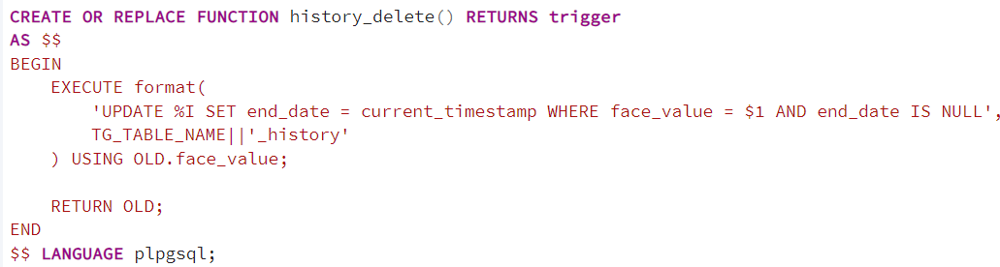 CREATE OR REPLACE FUNCTION history_delete() RETURNS trigger
AS $$
BEGIN
    EXECUTE format(
        'UPDATE %I SET end_date = current_timestamp WHERE face_value = $1 AND end_date IS NULL',
        TG_TABLE_NAME||'_history'
    ) USING OLD.face_value;

    RETURN OLD;
END
$$ LANGUAGE plpgsql;